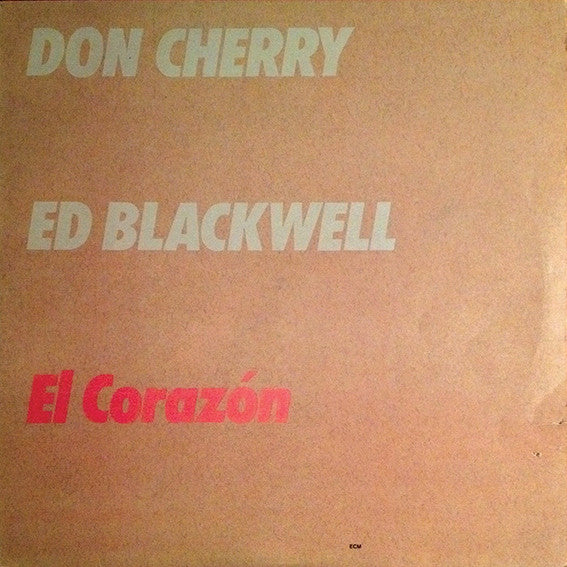 DON CHERRY
ED BLACKWELL
El Corazón
ECM